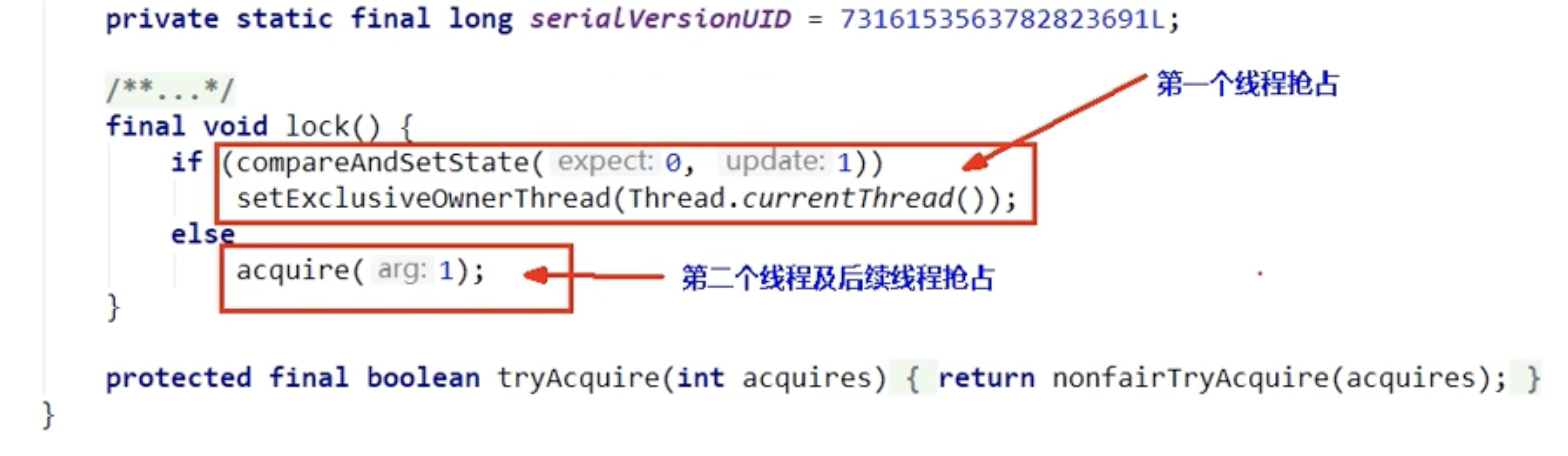 private static final long serialVersionUID = 7316153563782823691L;
/**...*/
第一个线程抢占
final void lock() {
if (compareAndSetState( expect: 0, update: 1))
setExclusiveOwnerThread(Thread.currentThread());
else
acquire( arg: 1);
第二个线程及后续线程抢占
}
protected final boolean tryAcquire(int acquires) { return nonfairTryAcquire(acquires); }
}